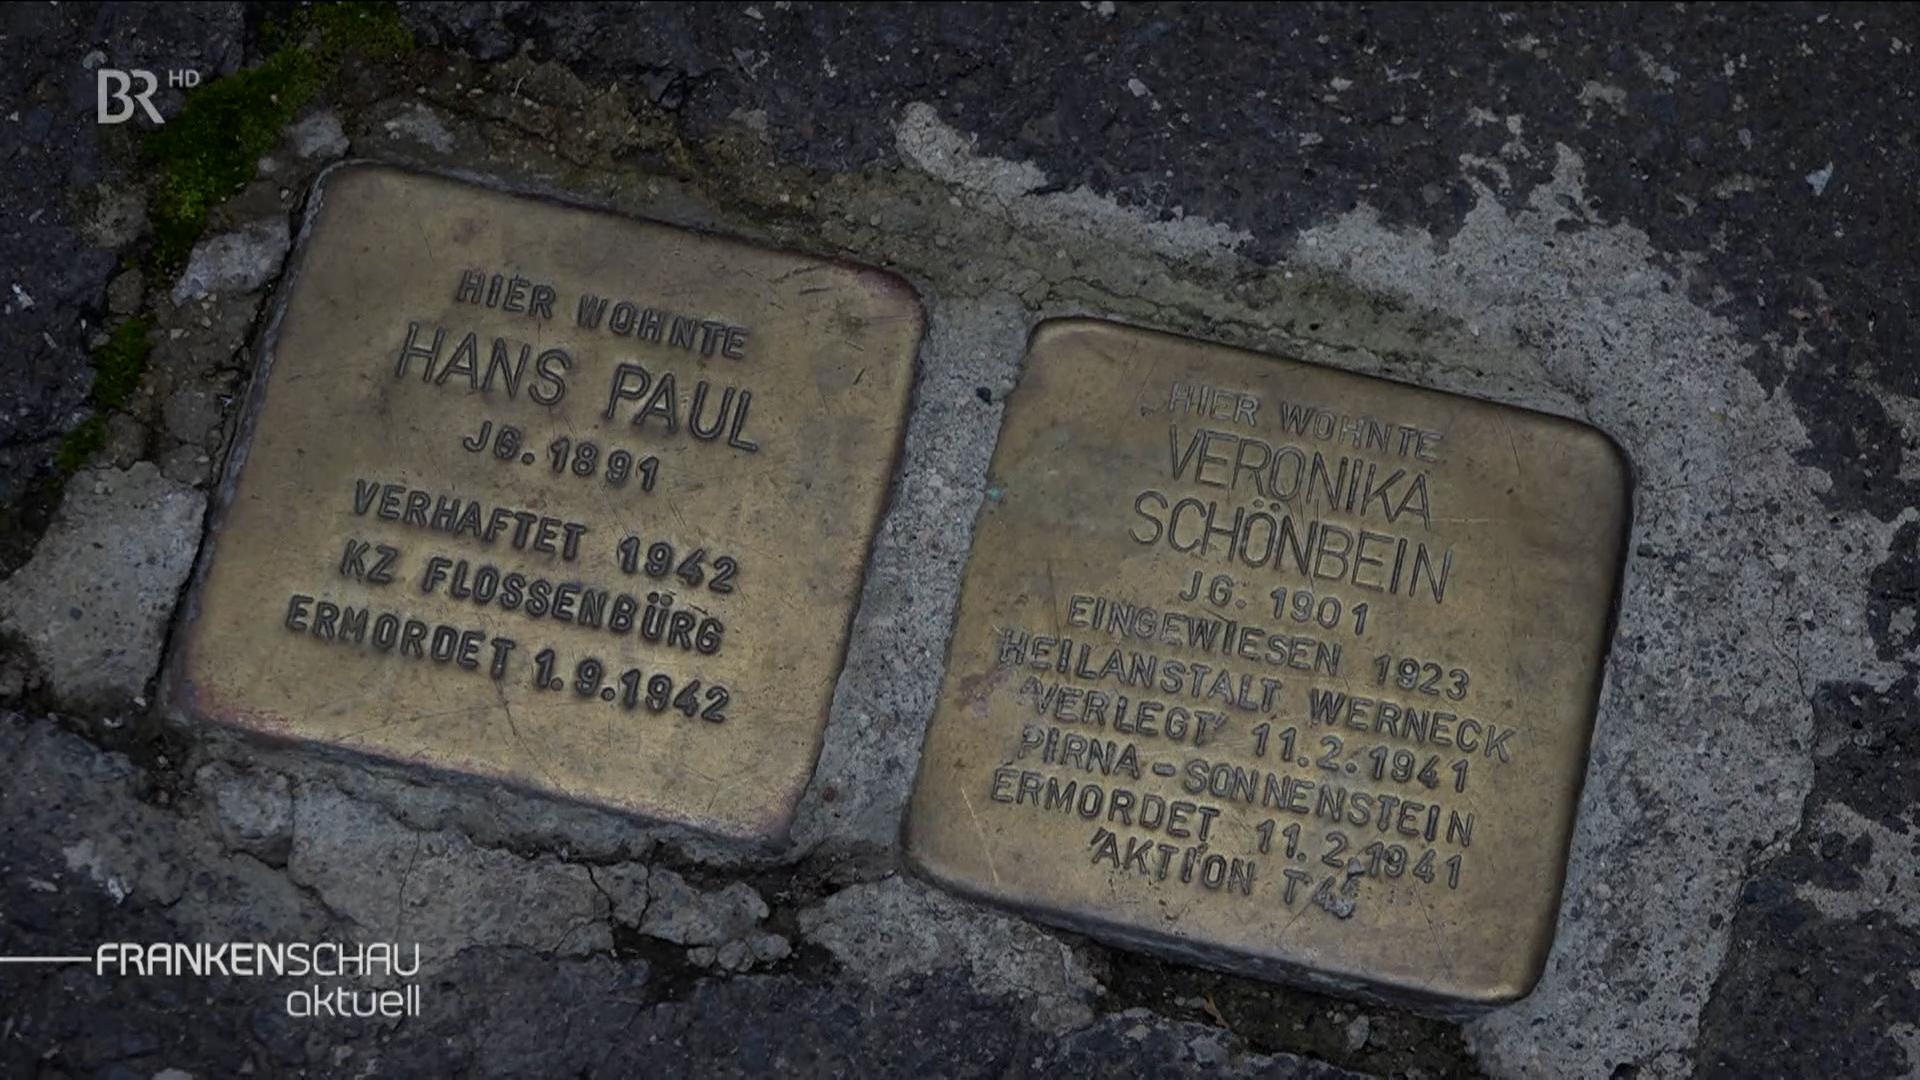 BR HD
HIER WOHNTE
HANS PAUL
JG. 1891
VERHAFTET 1942
KZ FLOSSENBÜRG
ERMORDET 1.9.1942
HIER WOHNTE
VERONIKA
SCHÖNBEIN
JG. 1901
EINGEWIESEN 1923
HEILANSTALT WERNECK
'VERLEGT' 11.2.1941
PIRNA-SONNENSTEIN
ERMORDET 11.2.1941
'AKTION T4'
FRANKENSCHAU
aktuell